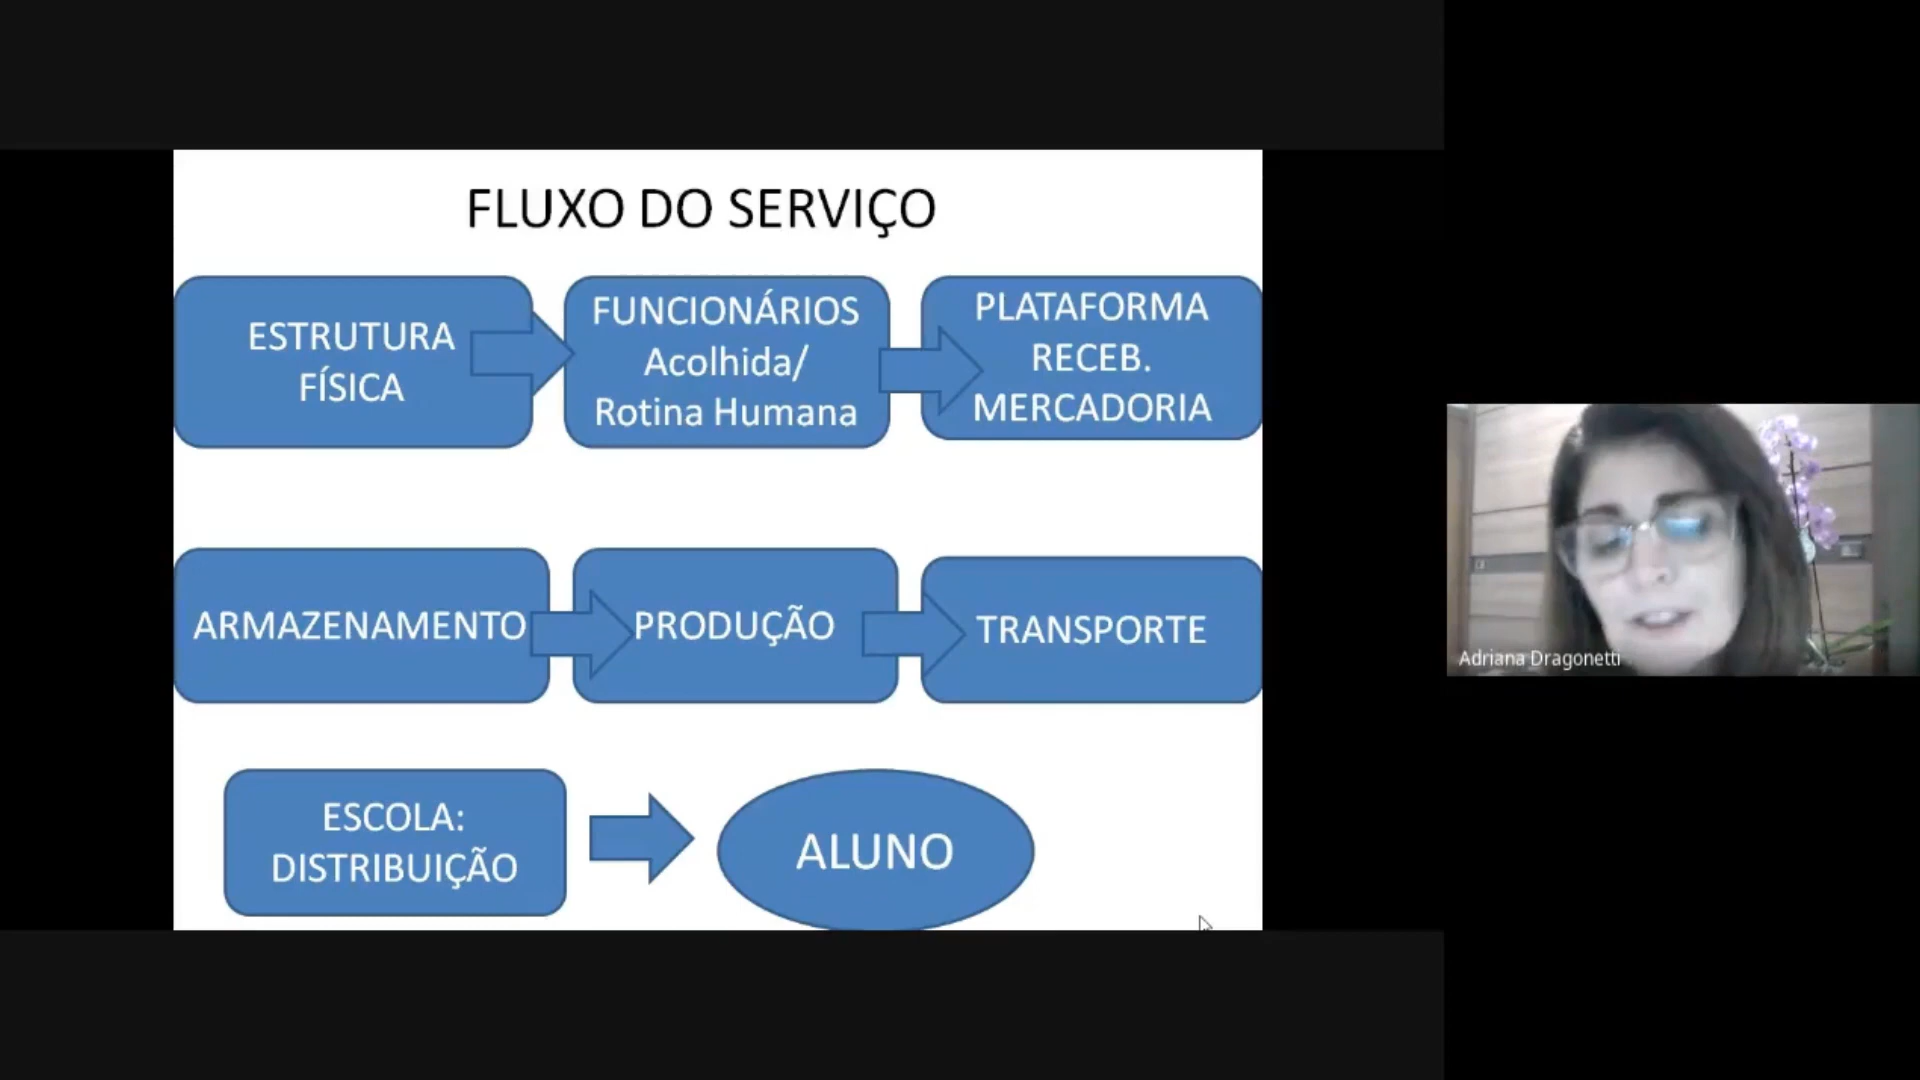 FLUXO DO SERVIÇO
ESTRUTURA
FÍSICA
FUNCIONÁRIOS
Acolhida/
Rotina Humana
PLATAFORMA
RECEB.
MERCADORIA
ARMAZENAMENTO
PRODUÇÃO
TRANSPORTE
ESCOLA:
DISTRIBUIÇÃO
ALUNO
Adriana Dragonetti